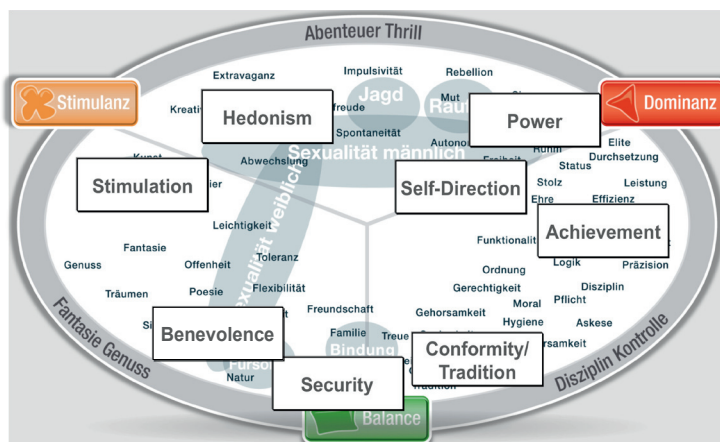 Abenteuer Thrill
Extravaganz
Impulsivität
Rebellion
Stimulanz
Jagd
Mut
Dominanz
Hedonism
Power
Spontaneität
Sexualität männlich
Elite
Durchsetzung
Abwechslung
Status
Stimulation
Self-Direction
Stolz
Leistung
Ehre
Effizienz
Leichtigkeit
Achievement
Fantasie
Toleranz
Genuss
Offenheit
Logik
Präzision
Ordnung
Träumen
Poesie
Flexibilität
Gerechtigkeit
Disziplin
Moral
Pflicht
Freundschaft
Gehorsamkeit
Hygiene
Askese
Benevolence
Familie
Treue
Bindung
Conformity/
Tradition
Natur
Security
Fantasie Genuss
Disziplin Kontrolle
Balance